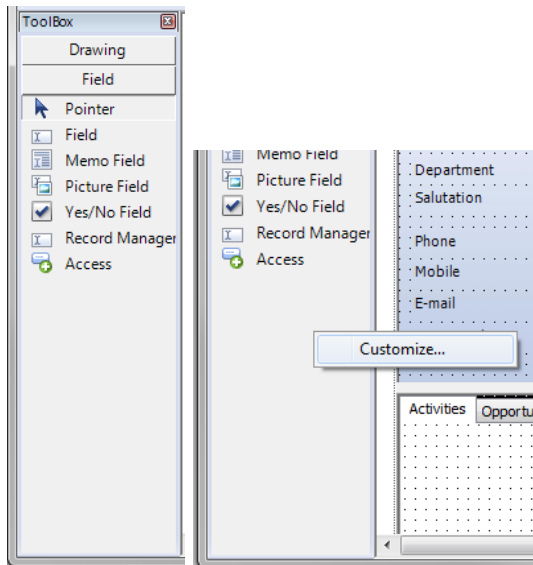 ToolBox
Drawing
Field
Pointer
Field
Memo Field
Picture Field
Yes/No Field
Record Manager
Access
Memo Field
Picture Field
Yes/No Field
Record Manager
Access
Customize...
Department
Salutation
Phone
Mobile
E-mail
Activities
Opportu